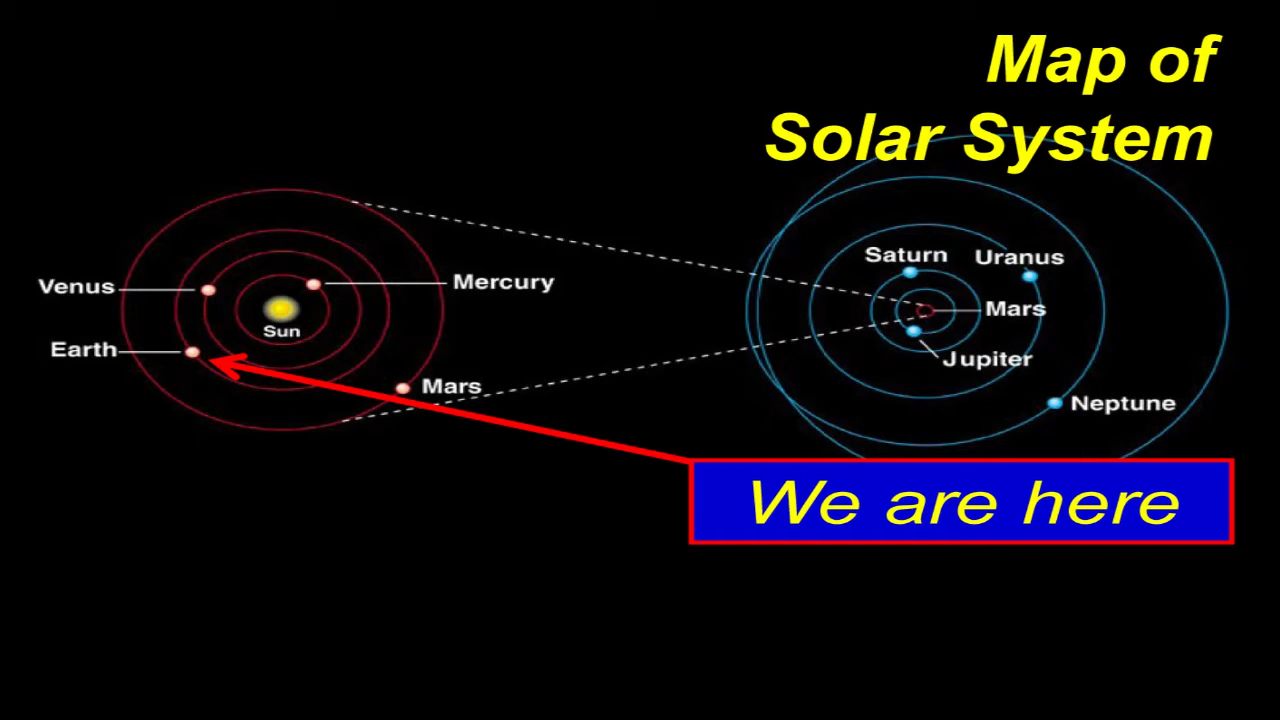 Map of
Solar System
Venus
Mercury
Sun
Earth
Mars
Saturn
Uranus
Mars
Jupiter
Neptune
We are here